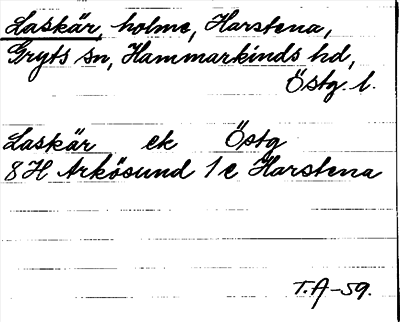 Laskär holme, Harstena,
Gryts sn, Hammarkinds hd,
Östg. l.
Laskär ek Östg
8H Arkösund 1e Harstena
T.A-59.